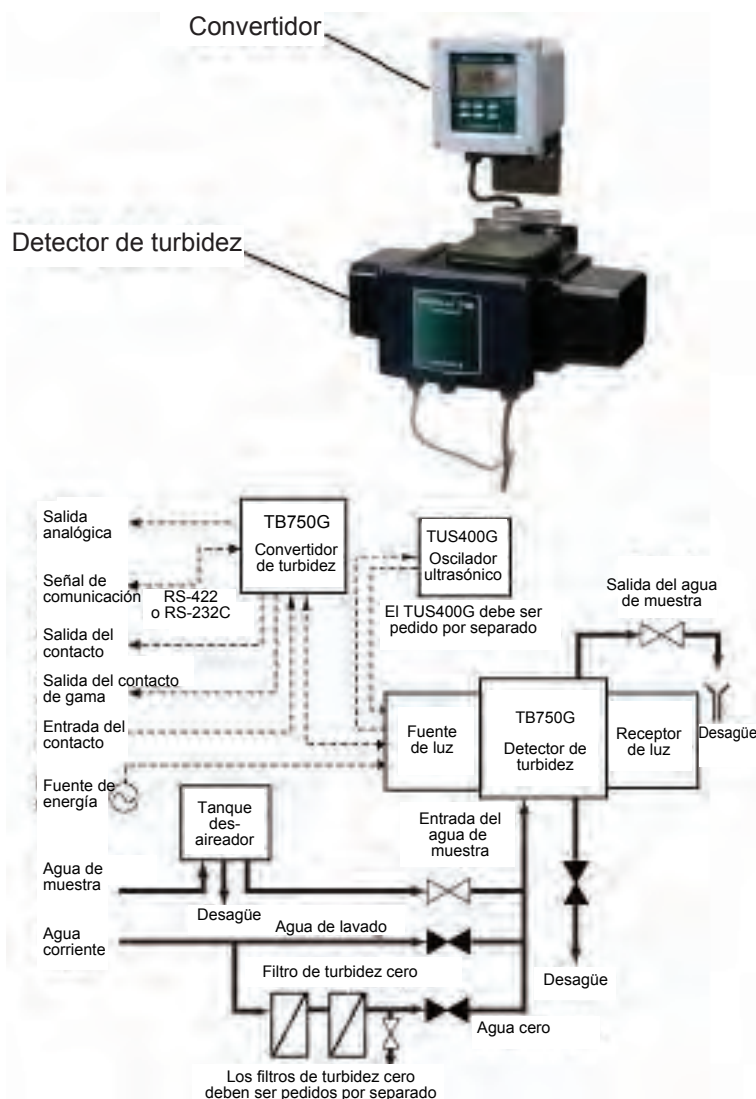 Convertidor
Detector de turbidez
Salida
analógica
TB750G
Convertidor
de turbidez
TUS400G
Oscilador
ultrasónico
Señal de
comunicación
RS-422
o RS-232C
El TUS400G debe ser
pedido por separado
Salida del agua
de muestra
Salida del
contacto
Salida del contacto
de gama
Entrada del
contacto
Fuente
de luz
TB750G
Detector de
turbidez
Receptor
de luz
Desagüe
Fuente de
energía
Tanque
des-
aireador
Entrada del
agua de
muestra
Agua de
muestra
Desagüe
Agua
corriente
Agua de lavado
Desagüe
Filtro de turbidez cero
Agua cero
Los filtros de turbidez cero
deben ser pedidos por separado